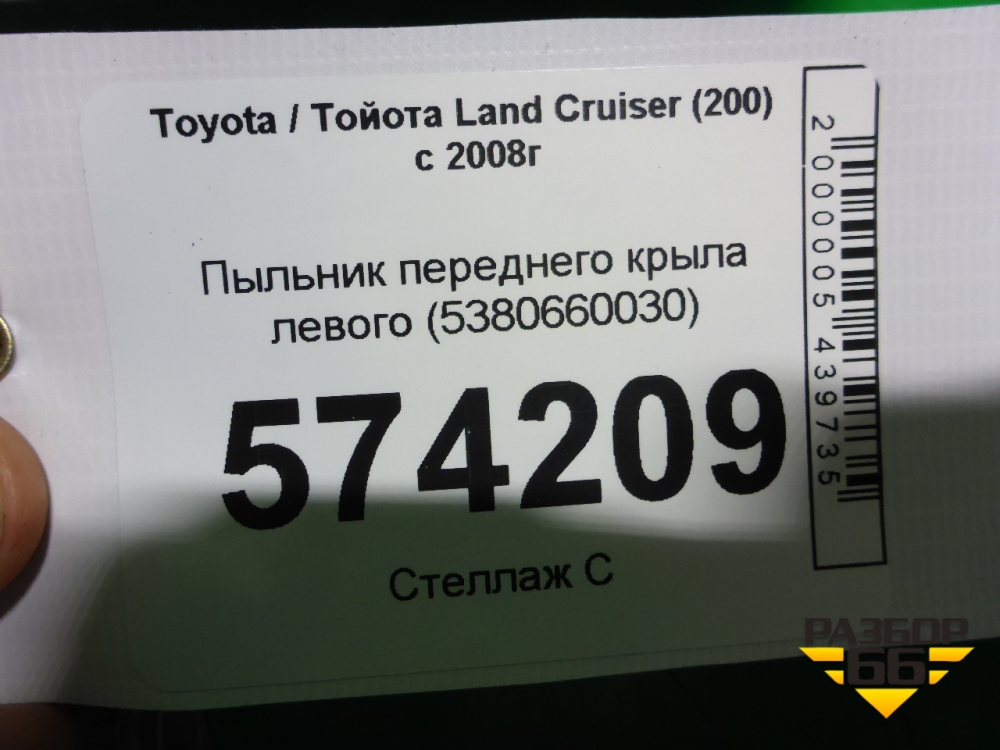 Toyota / Тойота Land Cruiser (200)
с 2008г
Пыльник переднего крыла
левого (5380660030)
574209
Стеллаж С
2000005439735
РАЗБОР
66